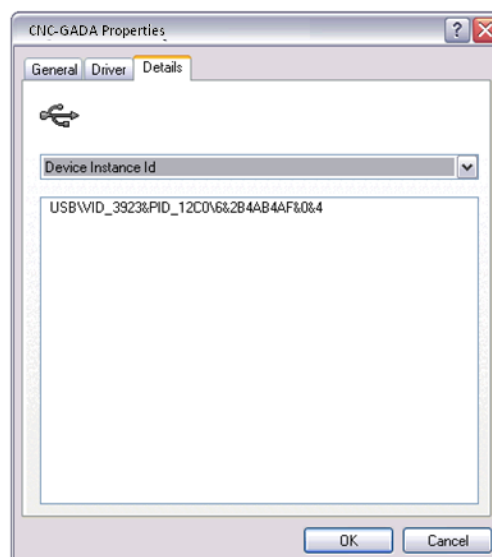 CNC-GADA Properties
General Driver Details
Device Instance Id
USB\VID_3923&PID_12C0\6&2B4AB4AF&0&4
OK Cancel